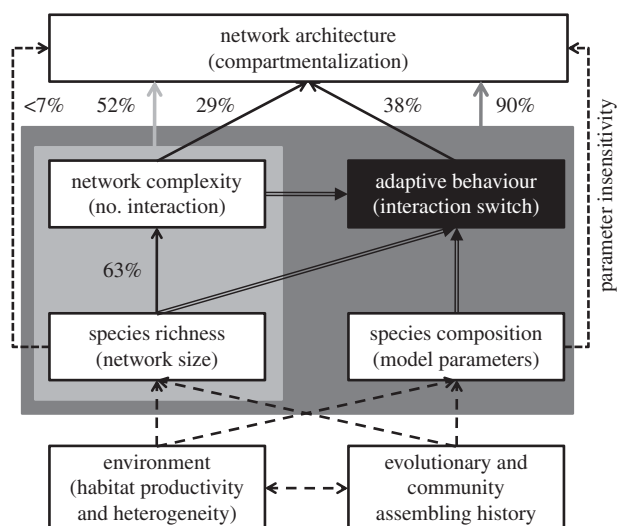 network architecture
(compartmentalization)
<7%
52%
29%
38%
90%
network complexity
(no. interaction)
adaptive behaviour
(interaction switch)
parameter insensitivity
63%
species richness
(network size)
species composition
(model parameters)
environment
(habitat productivity
and heterogeneity)
evolutionary and
community
assembling history